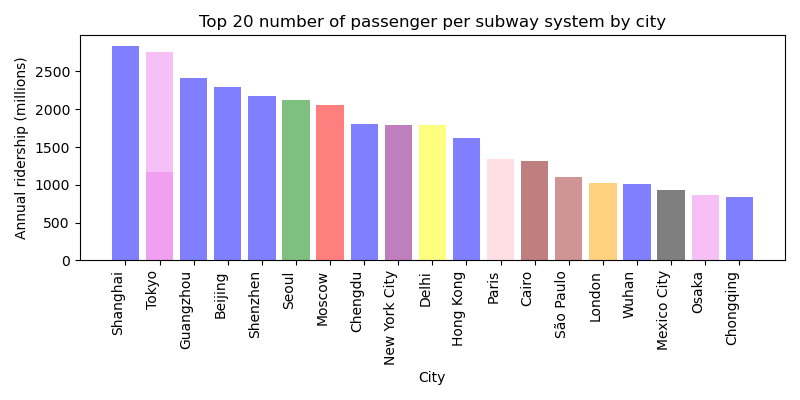 Top 20 number of passenger per subway system by city
Annual ridership (millions)
2500
2000
1500
1000
500
0
Shanghai
Tokyo
Guangzhou
Beijing
Shenzhen
Seoul
Moscow
Chengdu
New York City
Delhi
Hong Kong
Paris
Cairo
São Paulo
London
Wuhan
Mexico City
Osaka
Chongqing
City